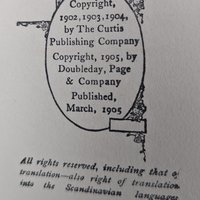 Copyright,
1902, 1903, 1904,
by The Curtis
Publishing Company
Copyright, 1905, by
Doubleday, Page
& Company
Published,
March, 1905
All rights reserved, including that of
translation—also right of translation
into the Scandinavian languages